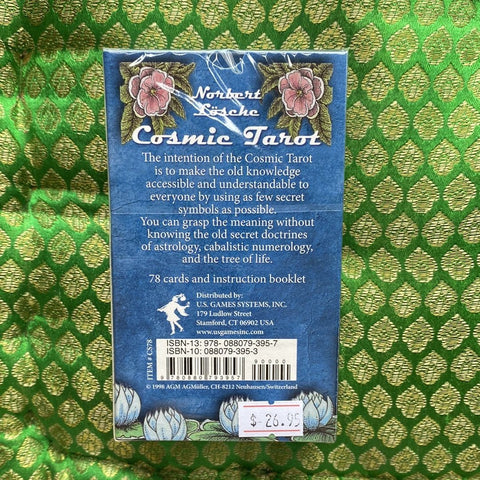 Norbert
Lösche
Cosmic Tarot
The intention of the Cosmic Tarot
is to make the old knowledge
accessible and understandable to
everyone by using as few secret
symbols as possible.
You can grasp the meaning without
knowing the old secret doctrines
of astrology, cabalistic numerology,
and the tree of life.
78 cards and instruction booklet
Distributed by:
U.S. GAMES SYSTEMS, INC.
179 Ludlow Street
Stamford, CT 06902 USA
www.usgamesinc.com
ITEM # CS78
ISBN-13: 978- 088079-395-7
ISBN-10: 088079-395-3
90000
9780880793957
© 1998 AGM AGMüller, CH-8212 Neuhausen/Switzerland
$ 26.95